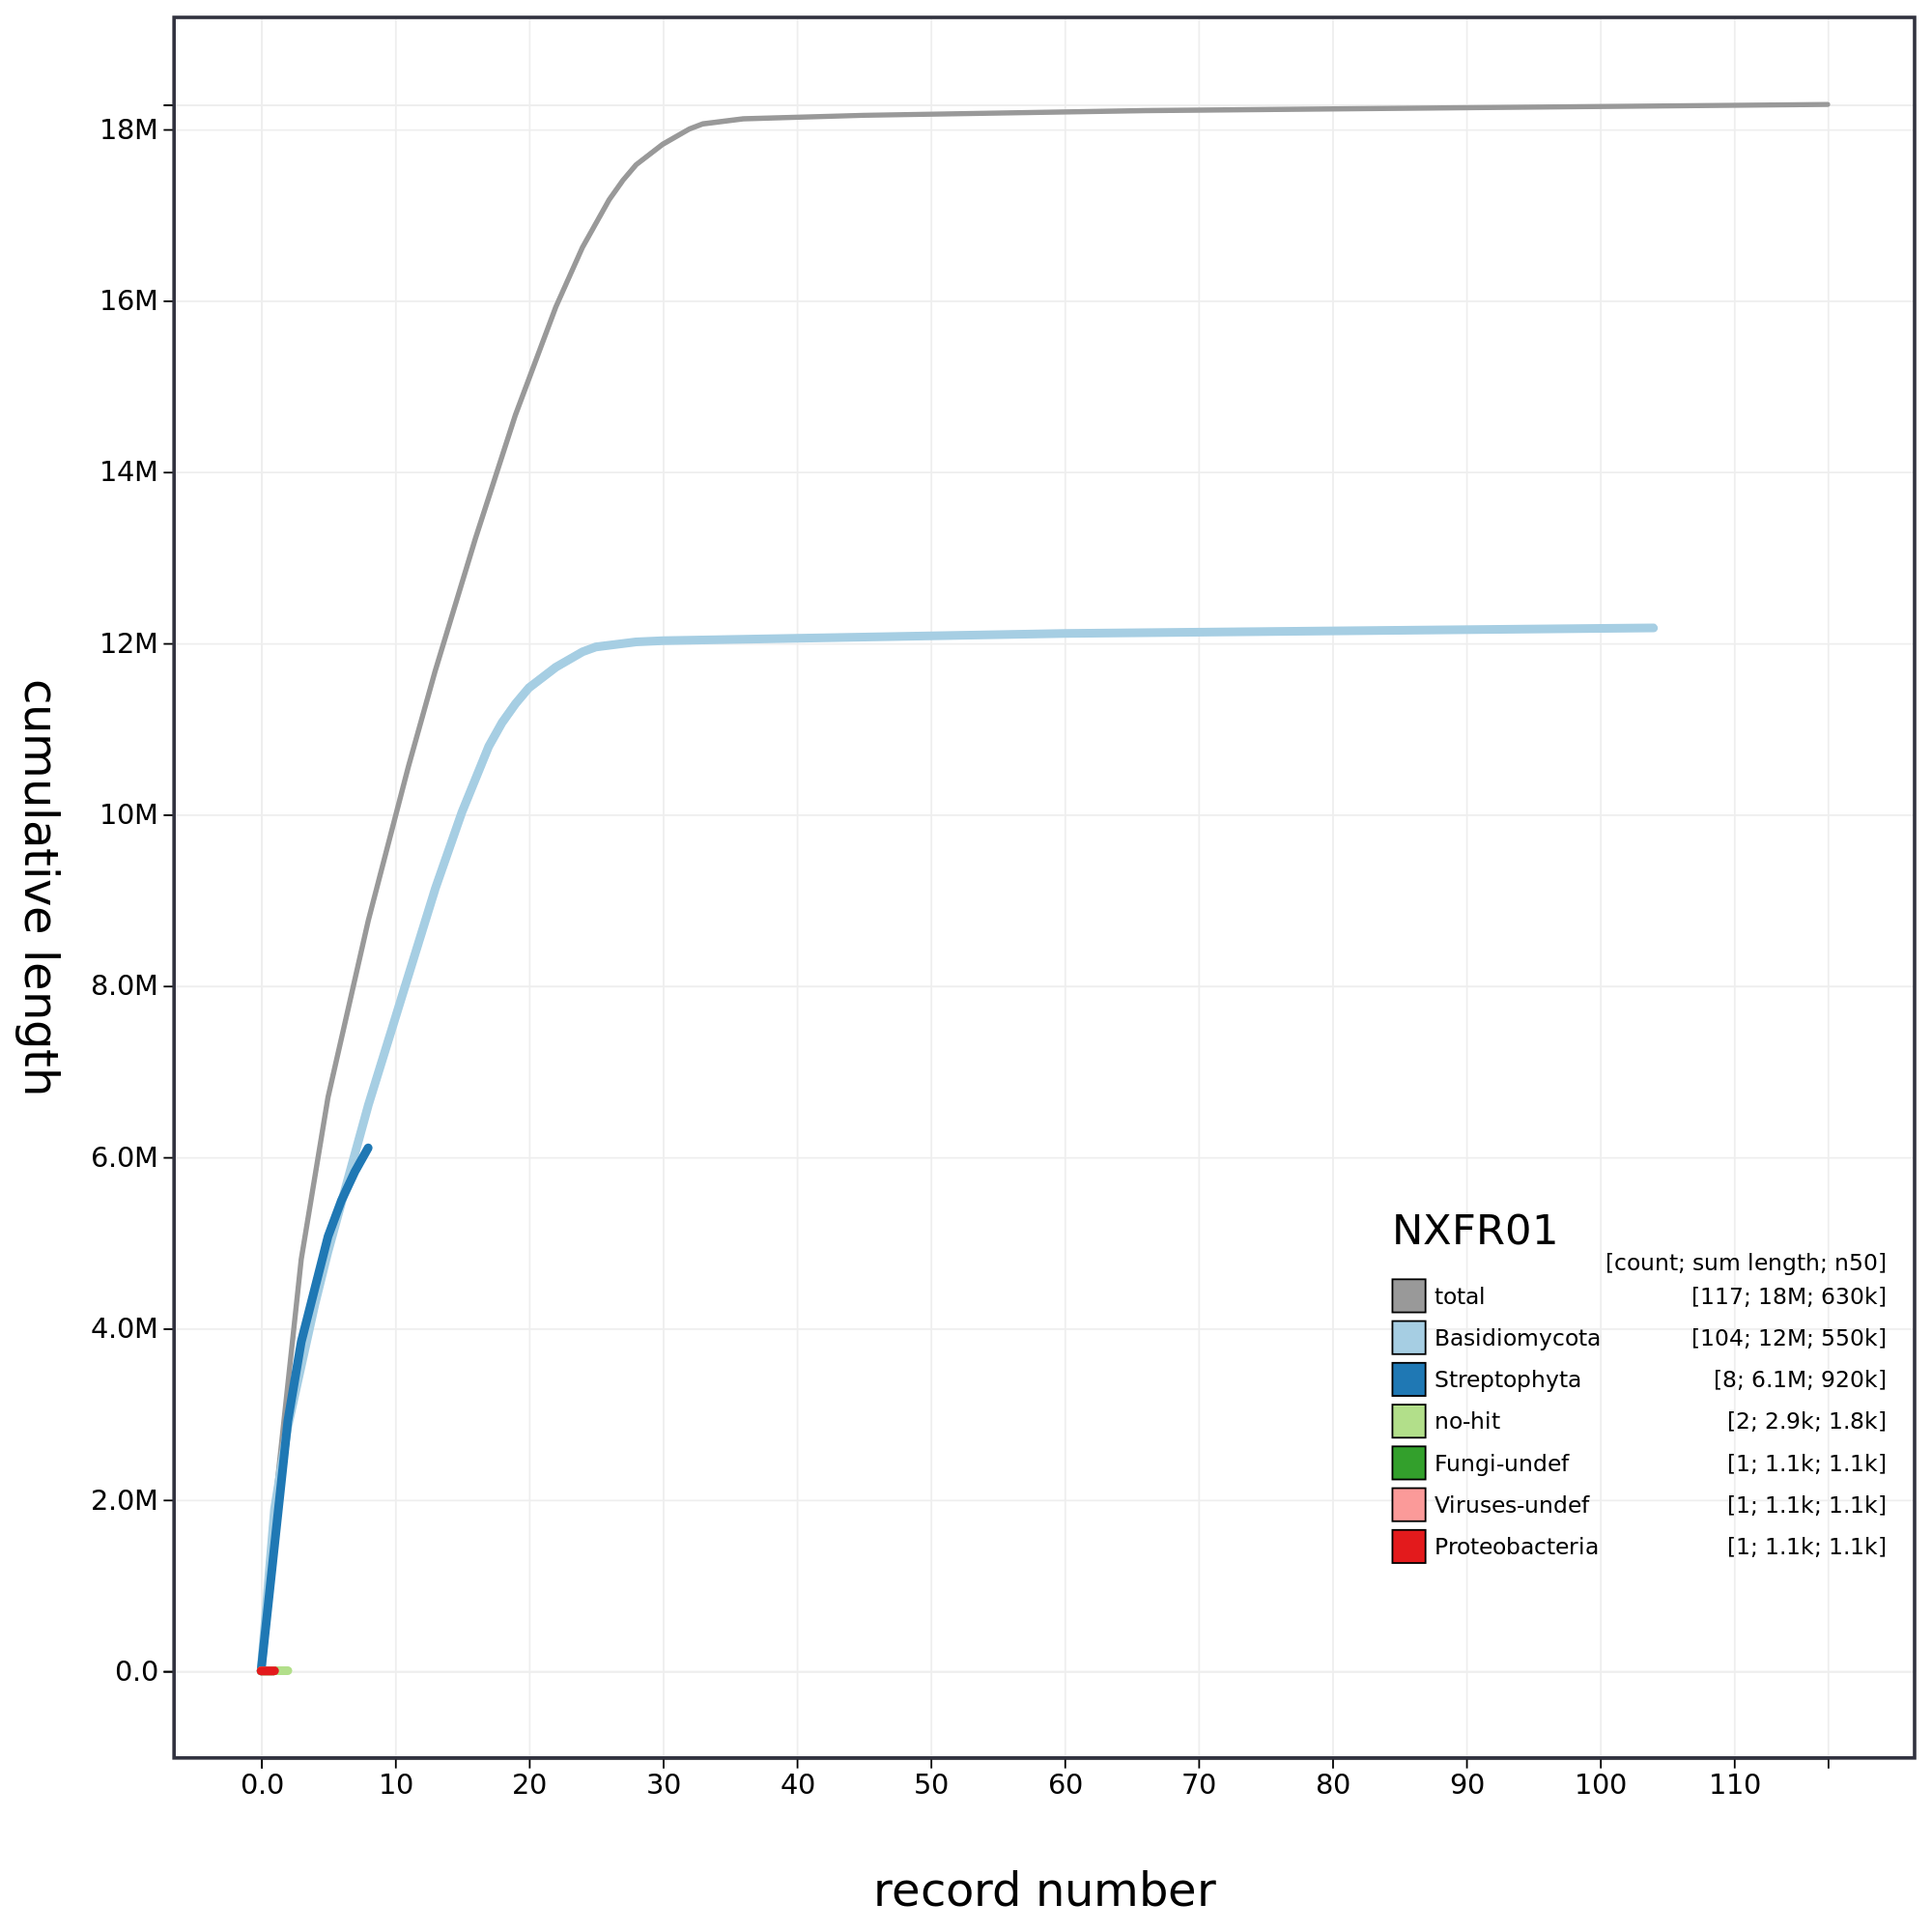 18M
16M
14M
12M
10M
8.0M
6.0M
4.0M
2.0M
0.0
cumulative length
NXFR01
[count; sum length; n50]
total [117; 18M; 630k]
Basidiomycota [104; 12M; 550k]
Streptophyta [8; 6.1M; 920k]
no-hit [2; 2.9k; 1.8k]
Fungi-undef [1; 1.1k; 1.1k]
Viruses-undef [1; 1.1k; 1.1k]
Proteobacteria [1; 1.1k; 1.1k]
0.0 10 20 30 40 50 60 70 80 90 100 110
record number